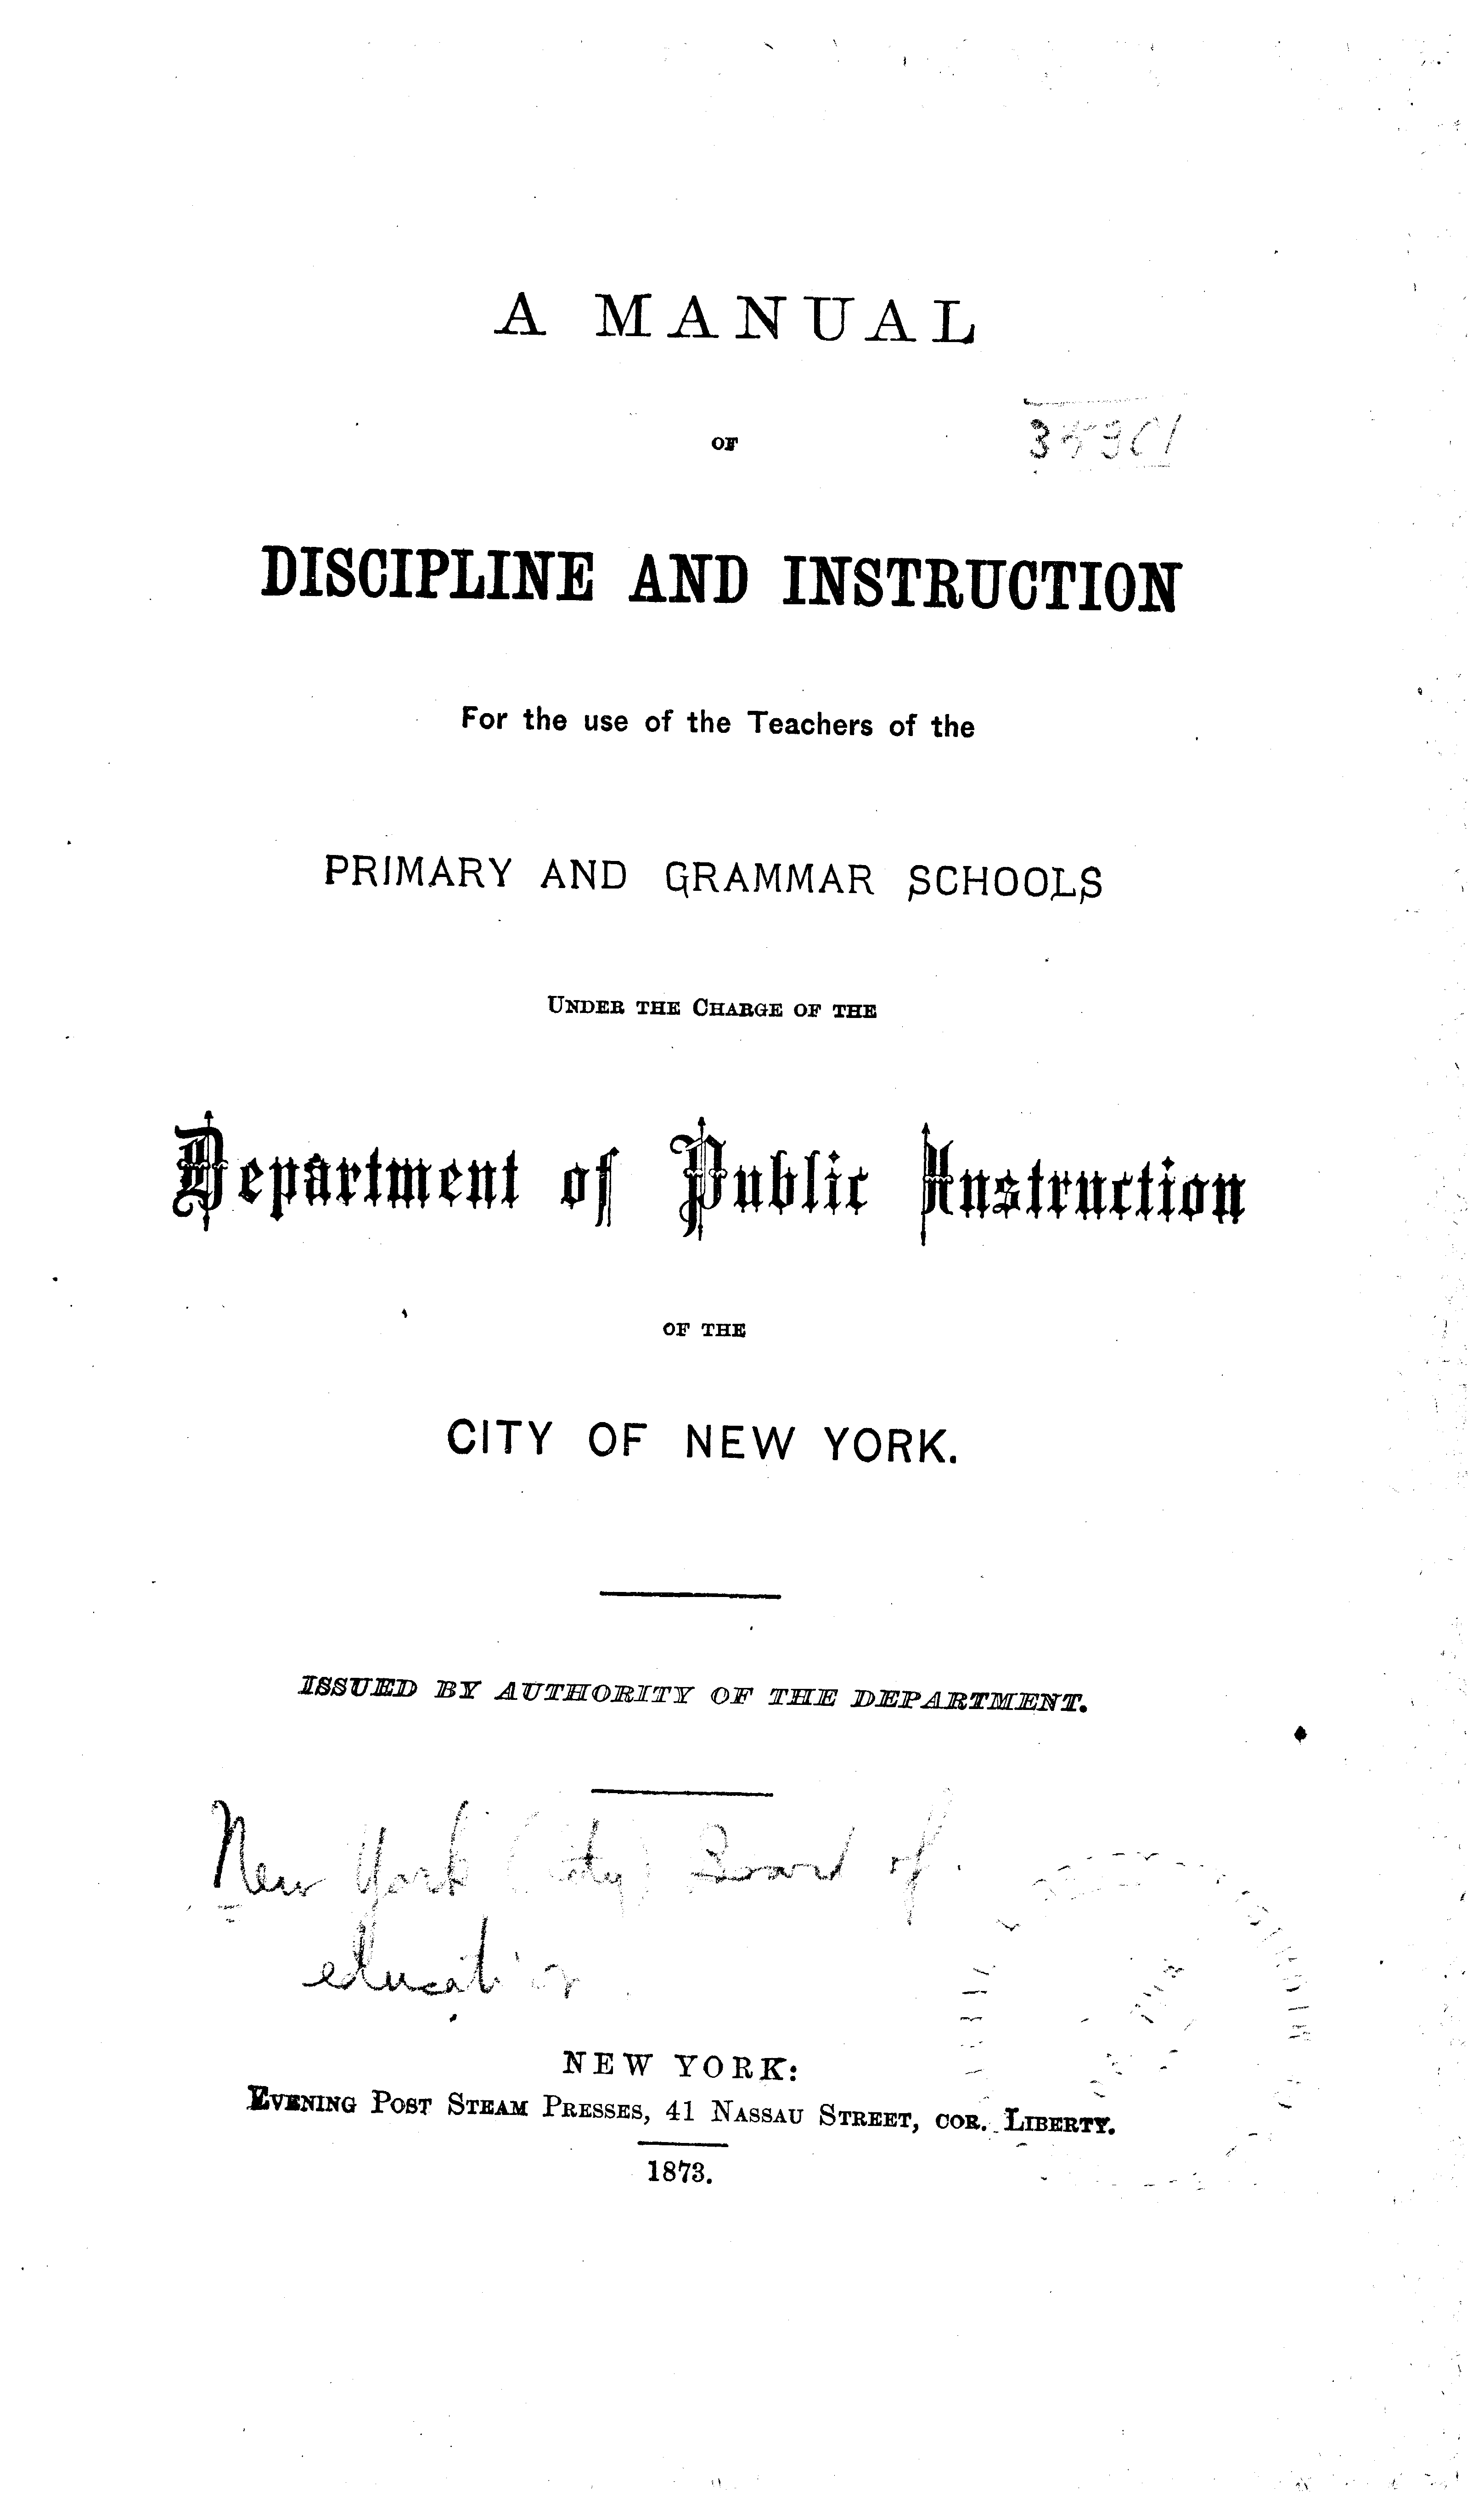 A MANUAL
OF
DISCIPLINE AND INSTRUCTION
For the use of the Teachers of the
PRIMARY AND GRAMMAR SCHOOLS
UNDER THE CHARGE OF THE
Department of Public Instruction
OF THE
CITY OF NEW YORK.
ISSUED BY AUTHORITY OF THE DEPARTMENT.
New York (City) Board of
education
NEW YORK:
EVENING POST STEAM PRESSES, 41 NASSAU STREET, COR. LIBERTY.
1873.